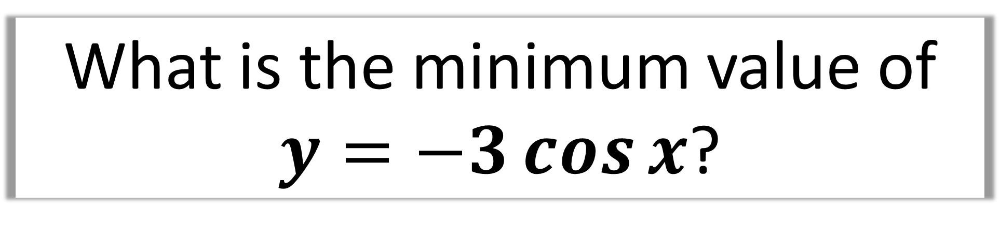 What is the minimum value of
y = −3 cos x?